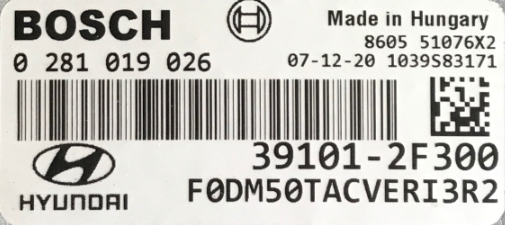 BOSCH
Made in Hungary
8605 51076X2
0 281 019 026
07-12-20 1039S83171
39101-2F300
HYUNDAI
F0DM50TACVERI3R2